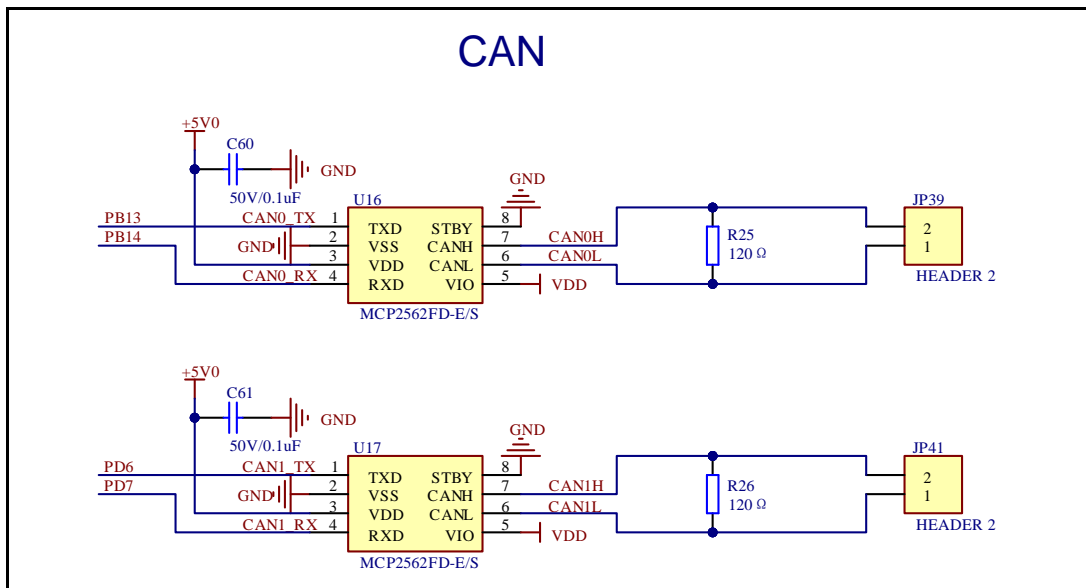 CAN
+5V0
C60
GND
50V/0.1uF
U16
GND
PB13
CAN0_TX
1
TXD
STBY
8
JP39
PB14
GND
2
VSS
CANH
7
CAN0H
R25
2
3
VDD
CANL
6
CAN0L
120 Ω
1
CAN0_RX
4
RXD
VIO
5
VDD
HEADER 2
MCP2562FD-E/S
+5V0
C61
GND
50V/0.1uF
U17
GND
PD6
CAN1_TX
1
TXD
STBY
8
JP41
PD7
GND
2
VSS
CANH
7
CAN1H
R26
2
3
VDD
CANL
6
CAN1L
120 Ω
1
CAN1_RX
4
RXD
VIO
5
VDD
HEADER 2
MCP2562FD-E/S